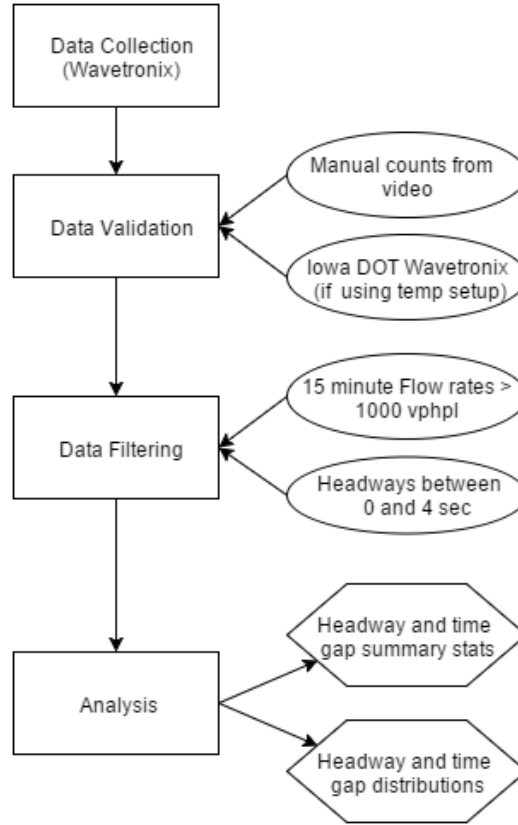 Data Collection
(Wavetronix)
Manual counts from
video
Data Validation
Iowa DOT Wavetronix
(if using temp setup)
15 minute Flow rates >
1000 vphpl
Data Filtering
Headways between
0 and 4 sec
Headway and time
gap summary stats
Analysis
Headway and time
gap distributions